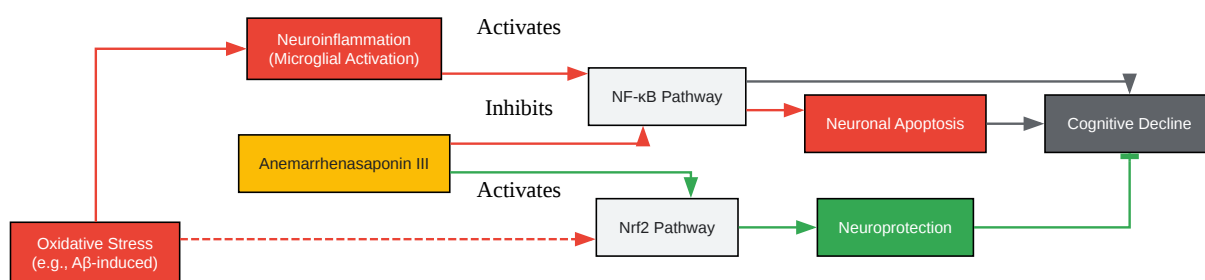 Activates
Neuroinflammation
(Microglial Activation)
NF-κB Pathway
Inhibits
Neuronal Apoptosis
Cognitive Decline
Anemarrhenasaponin III
Activates
Nrf2 Pathway
Neuroprotection
Oxidative Stress
(e.g., Aβ-induced)